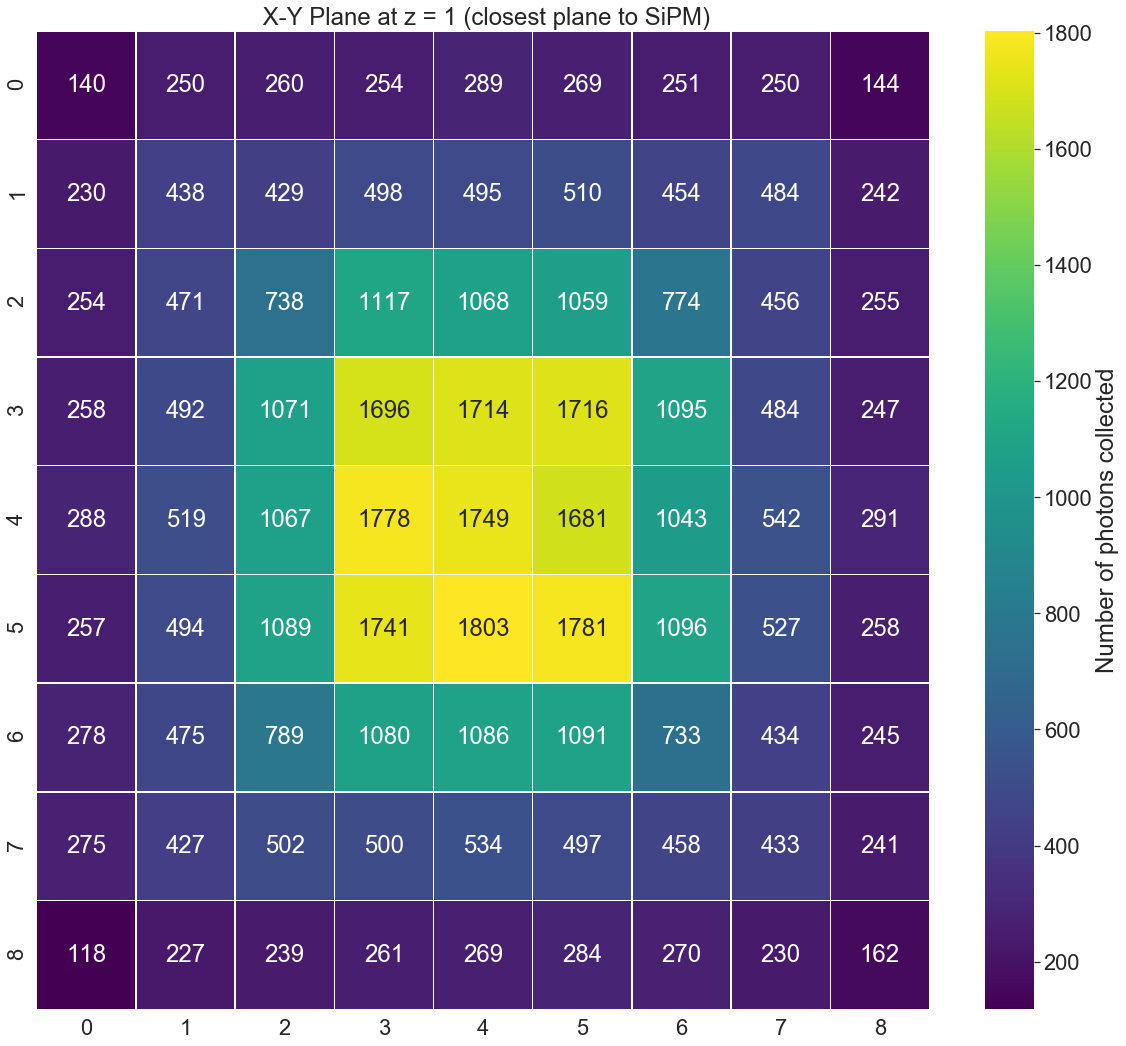 X-Y Plane at z = 1 (closest plane to SiPM)
0 140 250 260 254 289 269 251 250 144
1 230 438 429 498 495 510 454 484 242
2 254 471 738 1117 1068 1059 774 456 255
3 258 492 1071 1696 1714 1716 1095 484 247
4 288 519 1067 1778 1749 1681 1043 542 291
5 257 494 1089 1741 1803 1781 1096 527 258
6 278 475 789 1080 1086 1091 733 434 245
7 275 427 502 500 534 497 458 433 241
8 118 227 239 261 269 284 270 230 162
0 1 2 3 4 5 6 7 8
1800
1600
1400
1200
1000
800
600
400
200
Number of photons collected